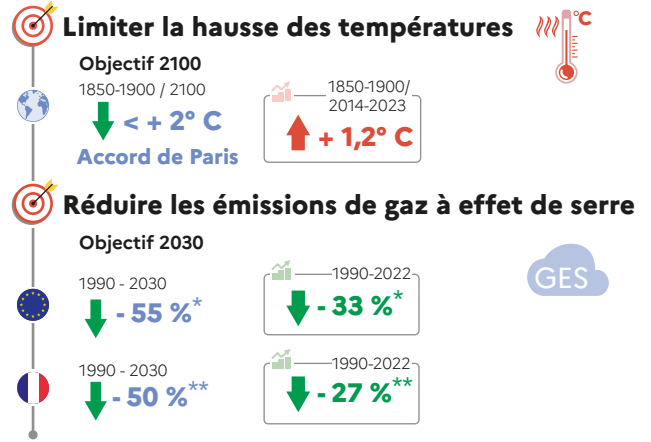 Limiter la hausse des températures
°C
Objectif 2100
1850-1900 / 2100
< + 2° C
Accord de Paris
1850-1900/
2014-2023
+ 1,2° C
Réduire les émissions de gaz à effet de serre
Objectif 2030
GES
1990 - 2030
- 55 %*
1990-2022
- 33 %*
1990 - 2030
- 50 %**
1990-2022
- 27 %**